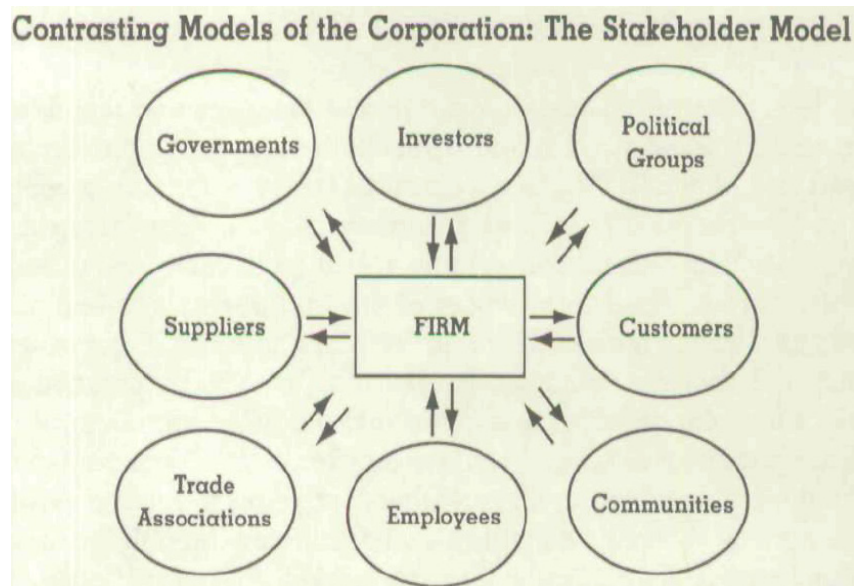 Contrasting Models of the Corporation: The Stakeholder Model
Governments
Investors
Political
Groups
Suppliers
FIRM
Customers
Trade
Associations
Employees
Communities